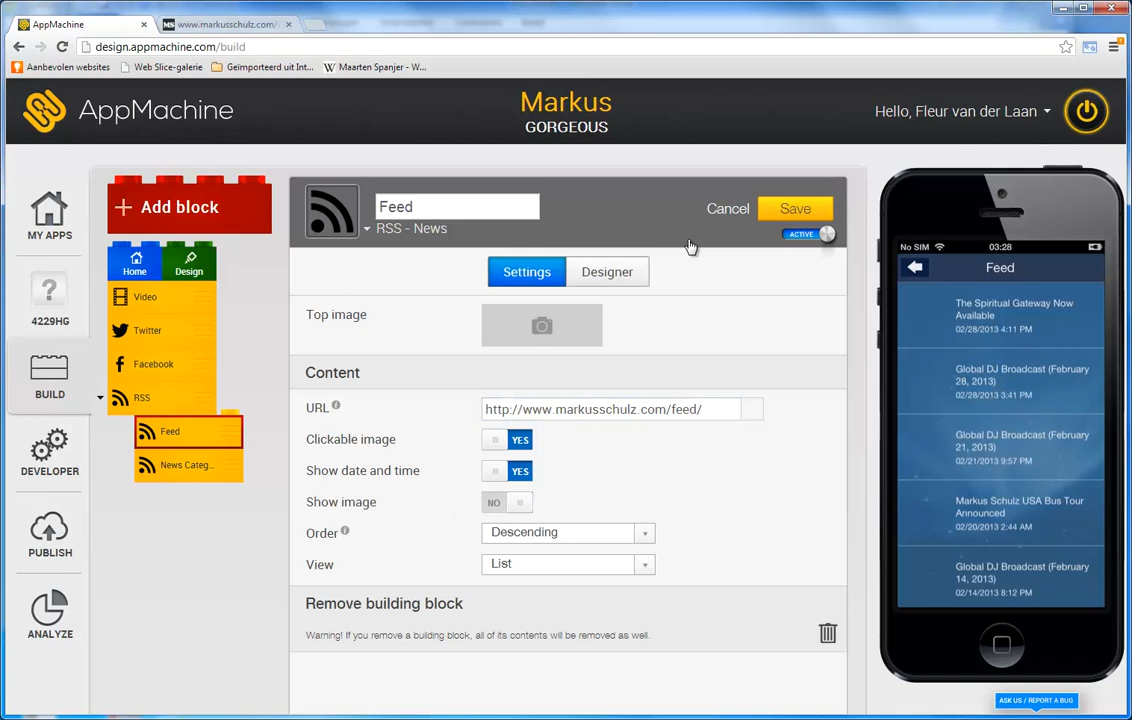 AppMachine
www.markusschulz.com/
design.appmachine.com/build
Aanbevolen websites
Web Slice-galerie
Geïmporteerd uit Int...
Maarten Spanjer - W...
AppMachine
Markus
GORGEOUS
Hello, Fleur van der Laan
MY APPS
?
4229HG
BUILD
DEVELOPER
PUBLISH
ANALYZE
+ Add block
Home
Design
Video
Twitter
Facebook
RSS
Feed
News Categ...
Feed
RSS - News
Cancel
Save
ACTIVE
Settings
Designer
Top image
Content
URL
http://www.markusschulz.com/feed/
Clickable image
YES
Show date and time
YES
Show image
NO
Order
Descending
View
List
Remove building block
Warning! If you remove a building block, all of its contents will be removed as well.
No SIM
03:28
Feed
The Spiritual Gateway Now
Available
02/28/2013 4:11 PM
Global DJ Broadcast (February
28, 2013)
02/28/2013 3:41 PM
Global DJ Broadcast (February
21, 2013)
02/21/2013 9:57 PM
Markus Schulz USA Bus Tour
Announced
02/20/2013 2:44 AM
Global DJ Broadcast (February
14, 2013)
02/14/2013 8:12 PM
ASK US / REPORT A BUG